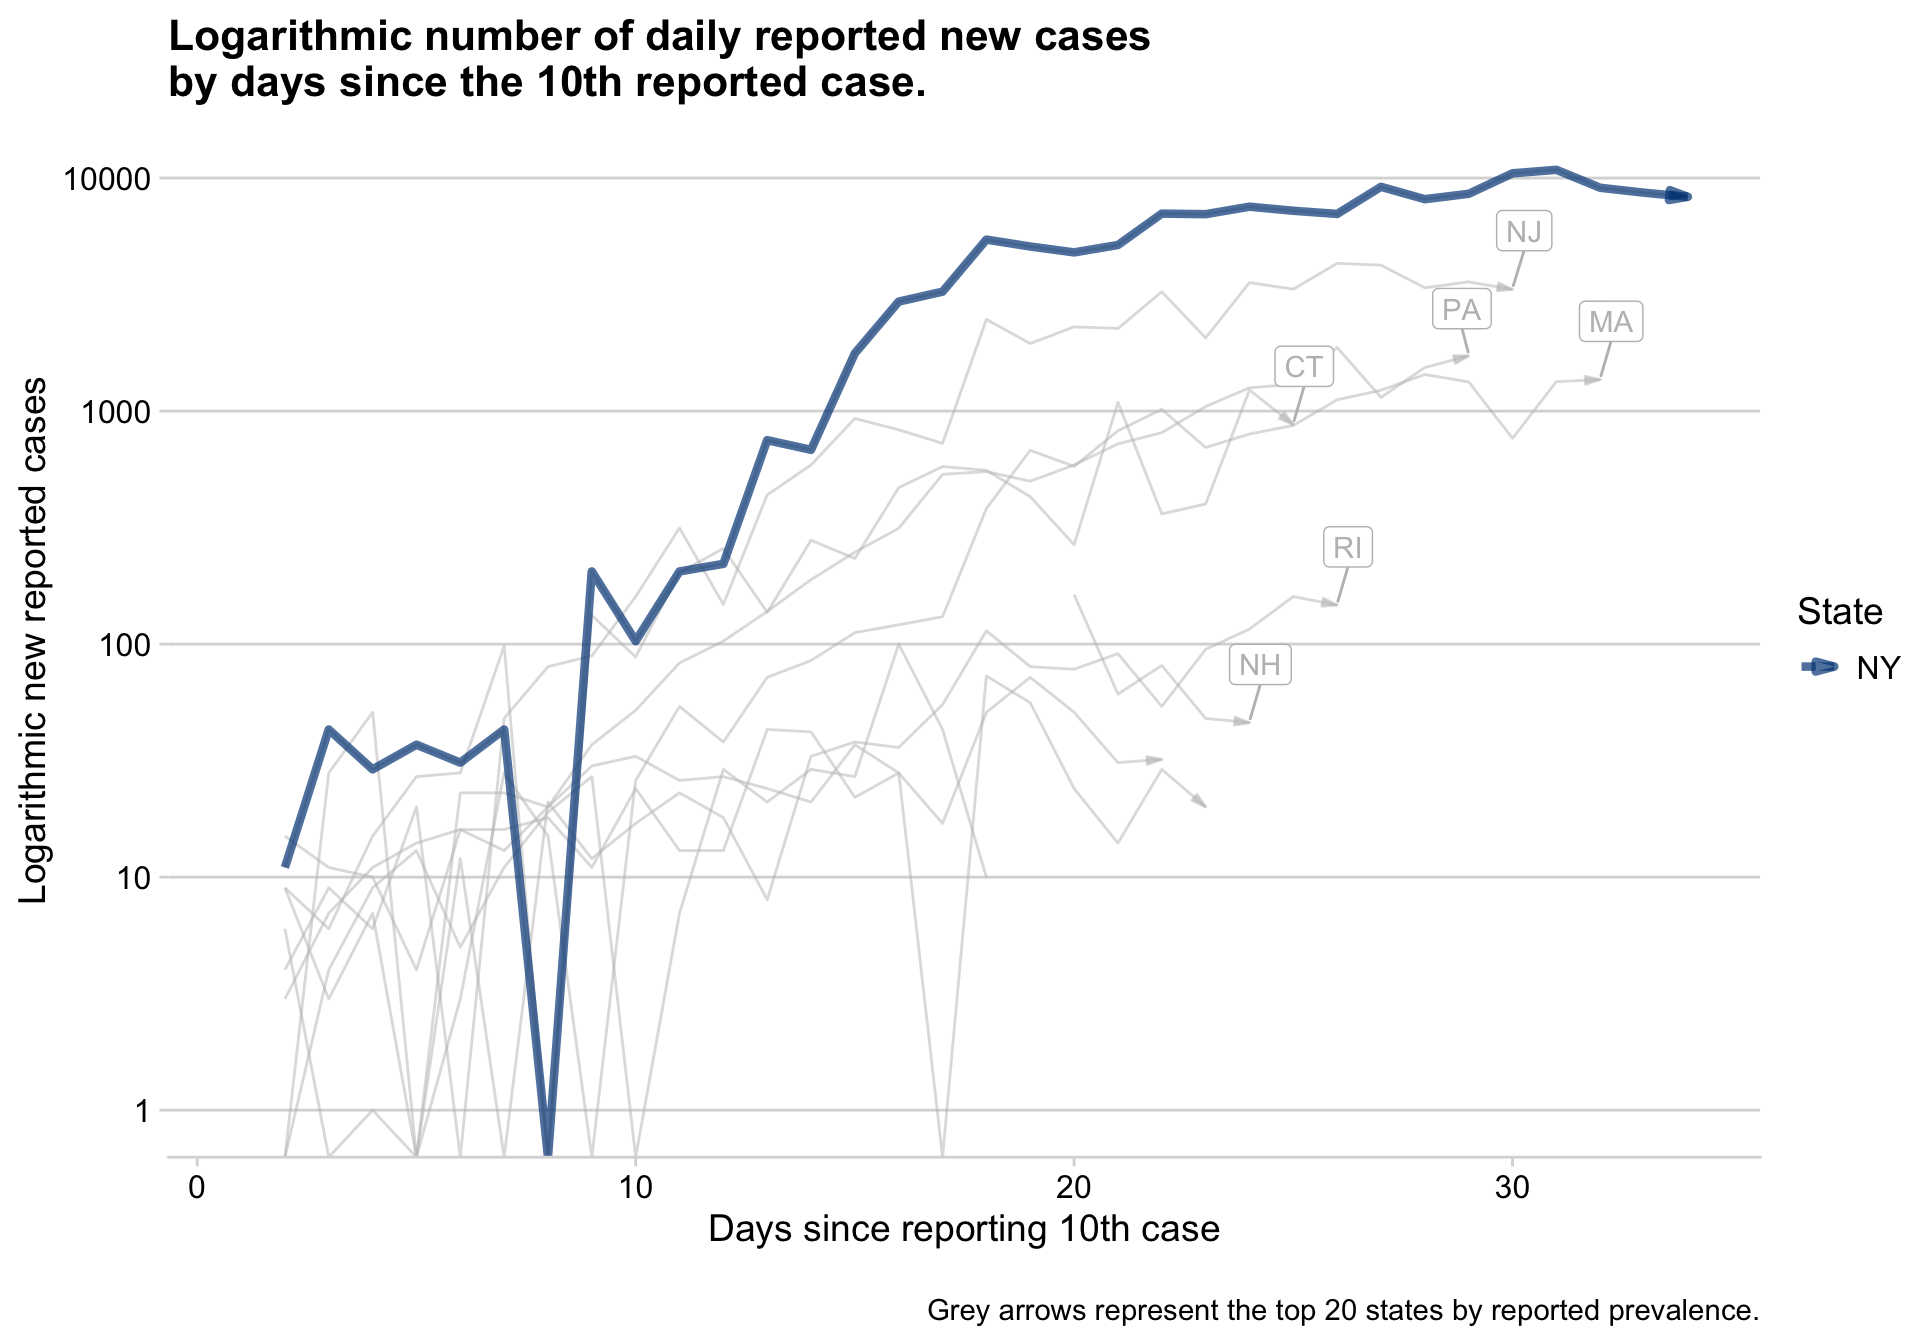 Logarithmic number of daily reported new cases
by days since the 10th reported case.
Logarithmic new reported cases
10000
1000
100
10
1
NJ
PA
MA
CT
RI
NH
State
NY
0
10
20
30
Days since reporting 10th case
Grey arrows represent the top 20 states by reported prevalence.